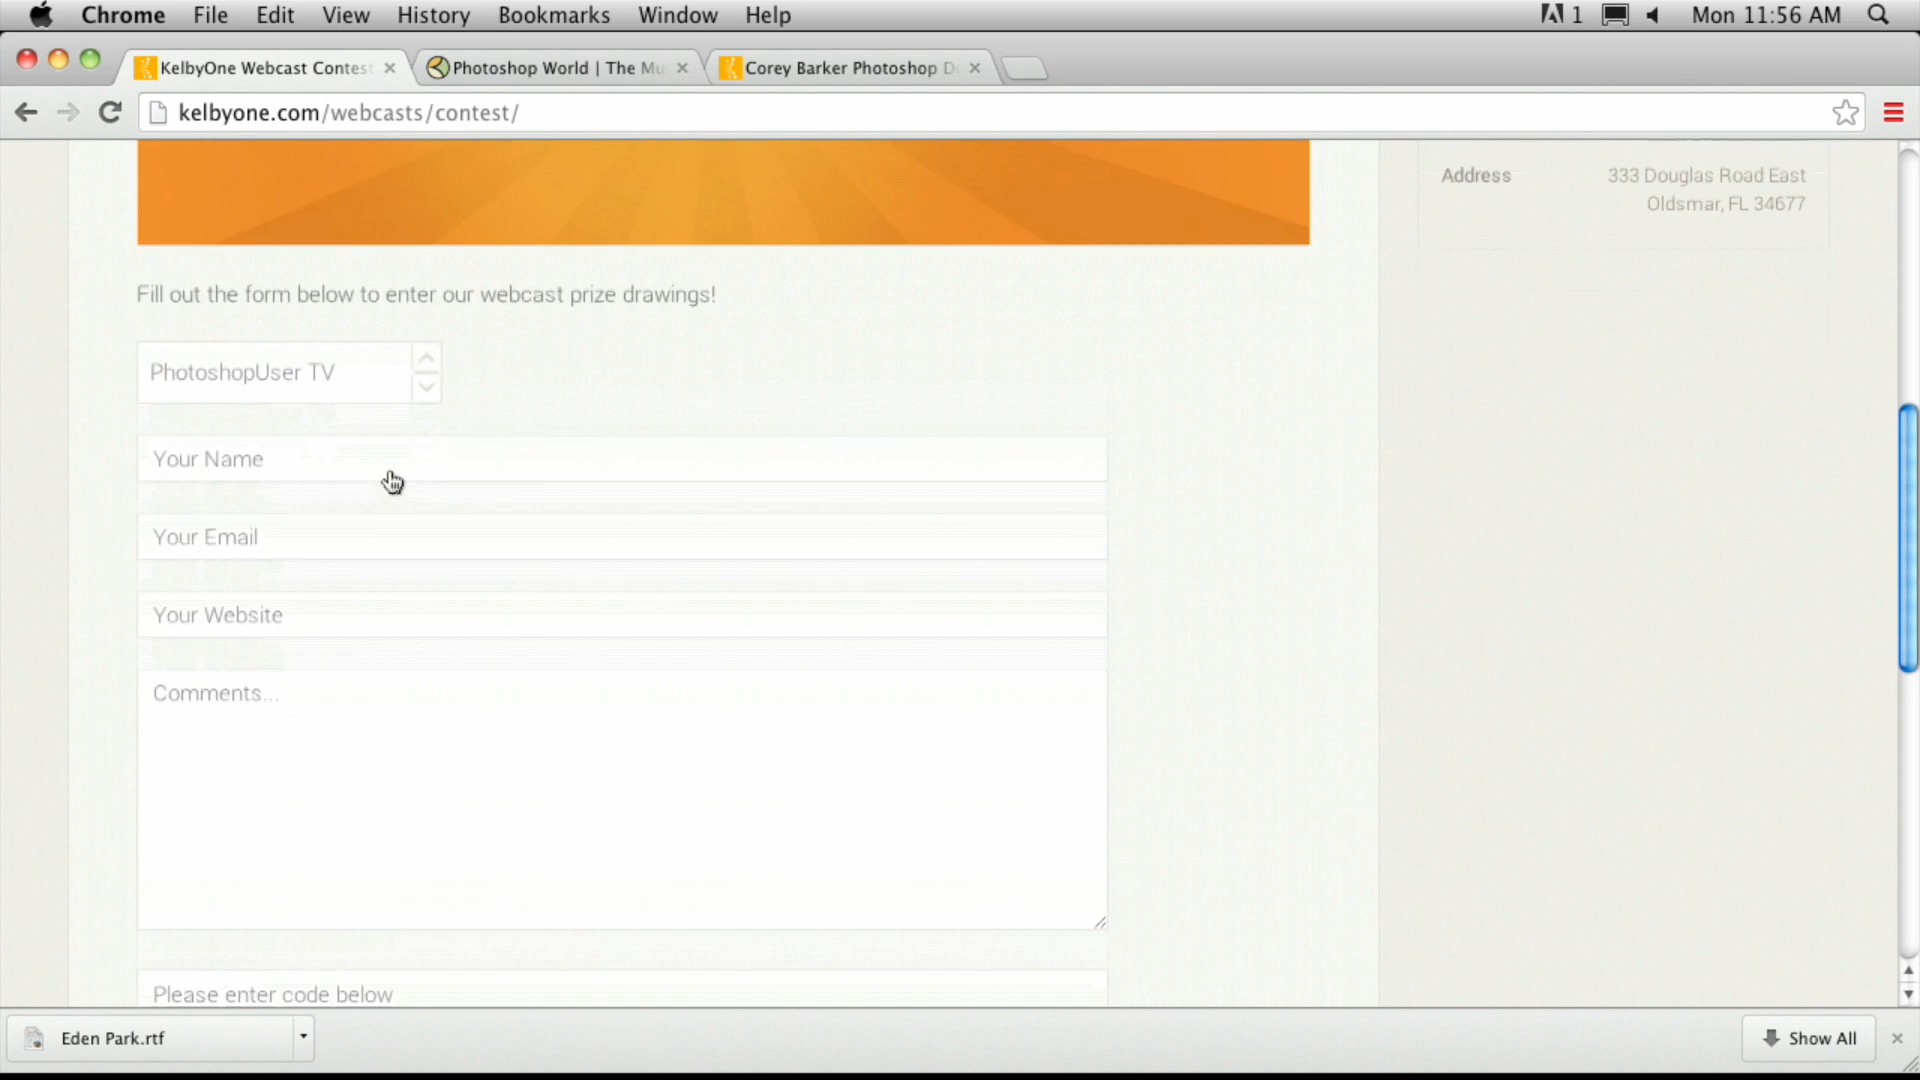 Chrome File Edit View History Bookmarks Window Help 1 Mon 11:56 AM
KelbyOne Webcast Contest Photoshop World | The Mu Corey Barker Photoshop D
kelbyone.com/webcasts/contest/
Address 333 Douglas Road East
Oldsmar, FL 34677
Fill out the form below to enter our webcast prize drawings!
PhotoshopUser TV
Your Name
Your Email
Your Website
Comments...
Please enter code below
Eden Park.rtf Show All